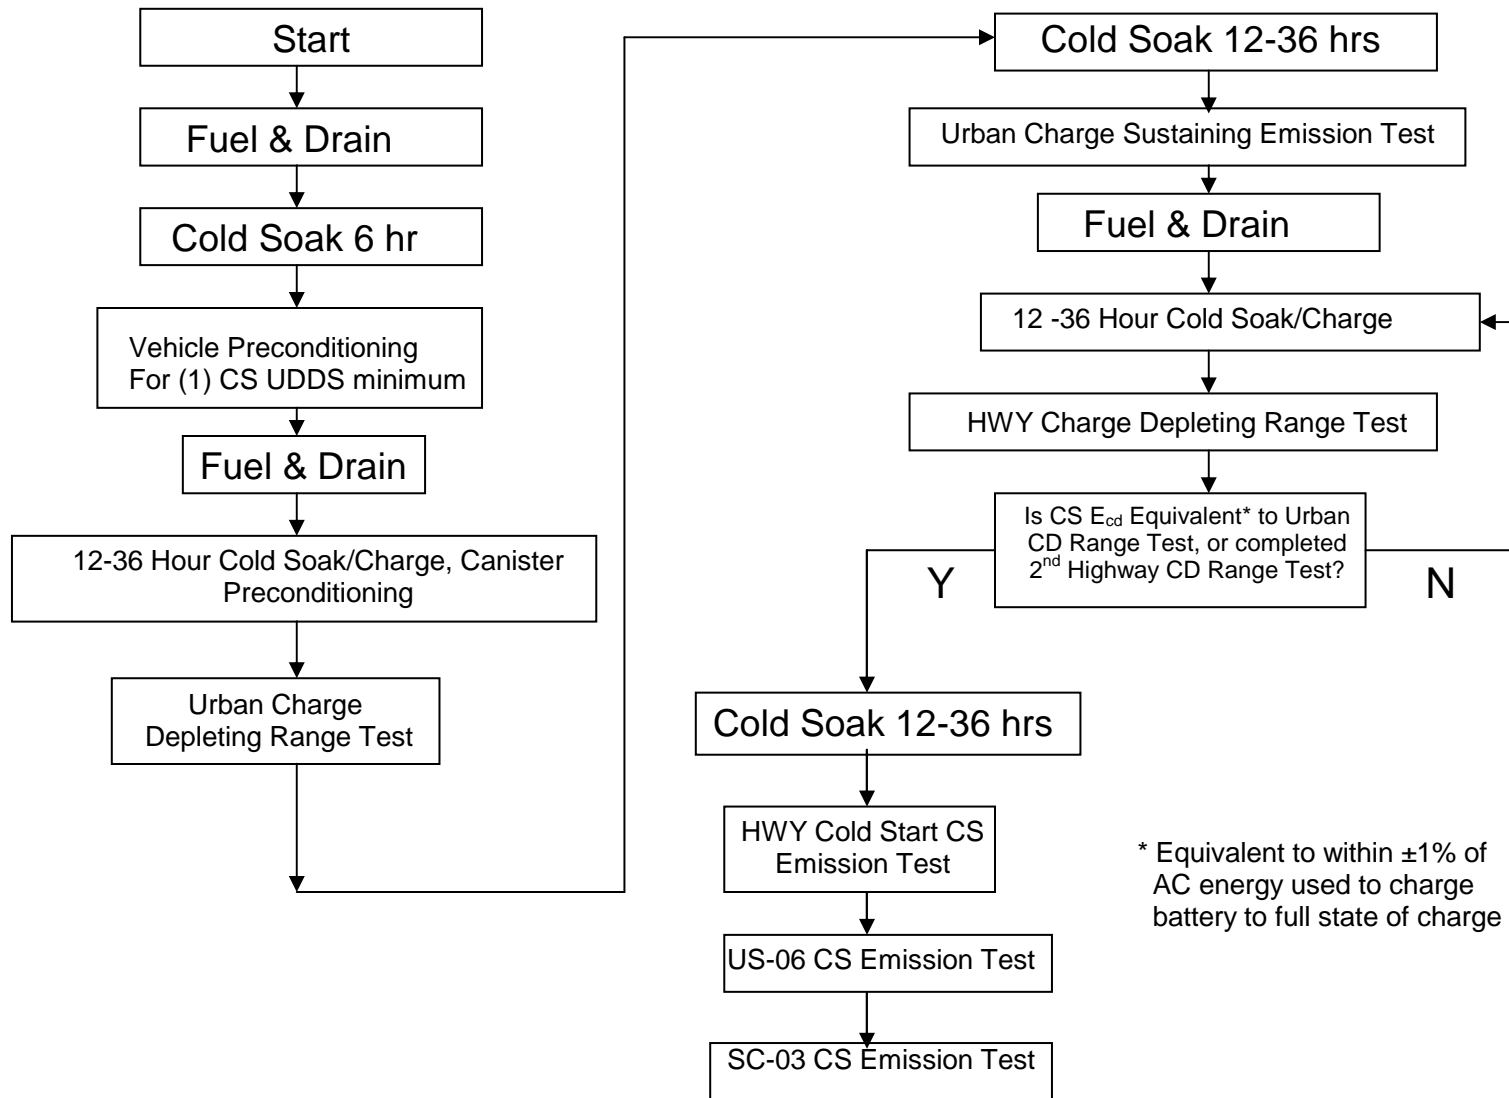 Start
Fuel & Drain
Cold Soak 6 hr
Vehicle Preconditioning
For (1) CS UDDS minimum
Fuel & Drain
12-36 Hour Cold Soak/Charge, Canister
Preconditioning
Urban Charge
Depleting Range Test
Cold Soak 12-36 hrs
Urban Charge Sustaining Emission Test
Fuel & Drain
12 -36 Hour Cold Soak/Charge
HWY Charge Depleting Range Test
Is CS Ecd Equivalent* to Urban
CD Range Test, or completed
2nd Highway CD Range Test?
Y
N
Cold Soak 12-36 hrs
HWY Cold Start CS
Emission Test
US-06 CS Emission Test
SC-03 CS Emission Test
* Equivalent to within ±1% of
AC energy used to charge
battery to full state of charge